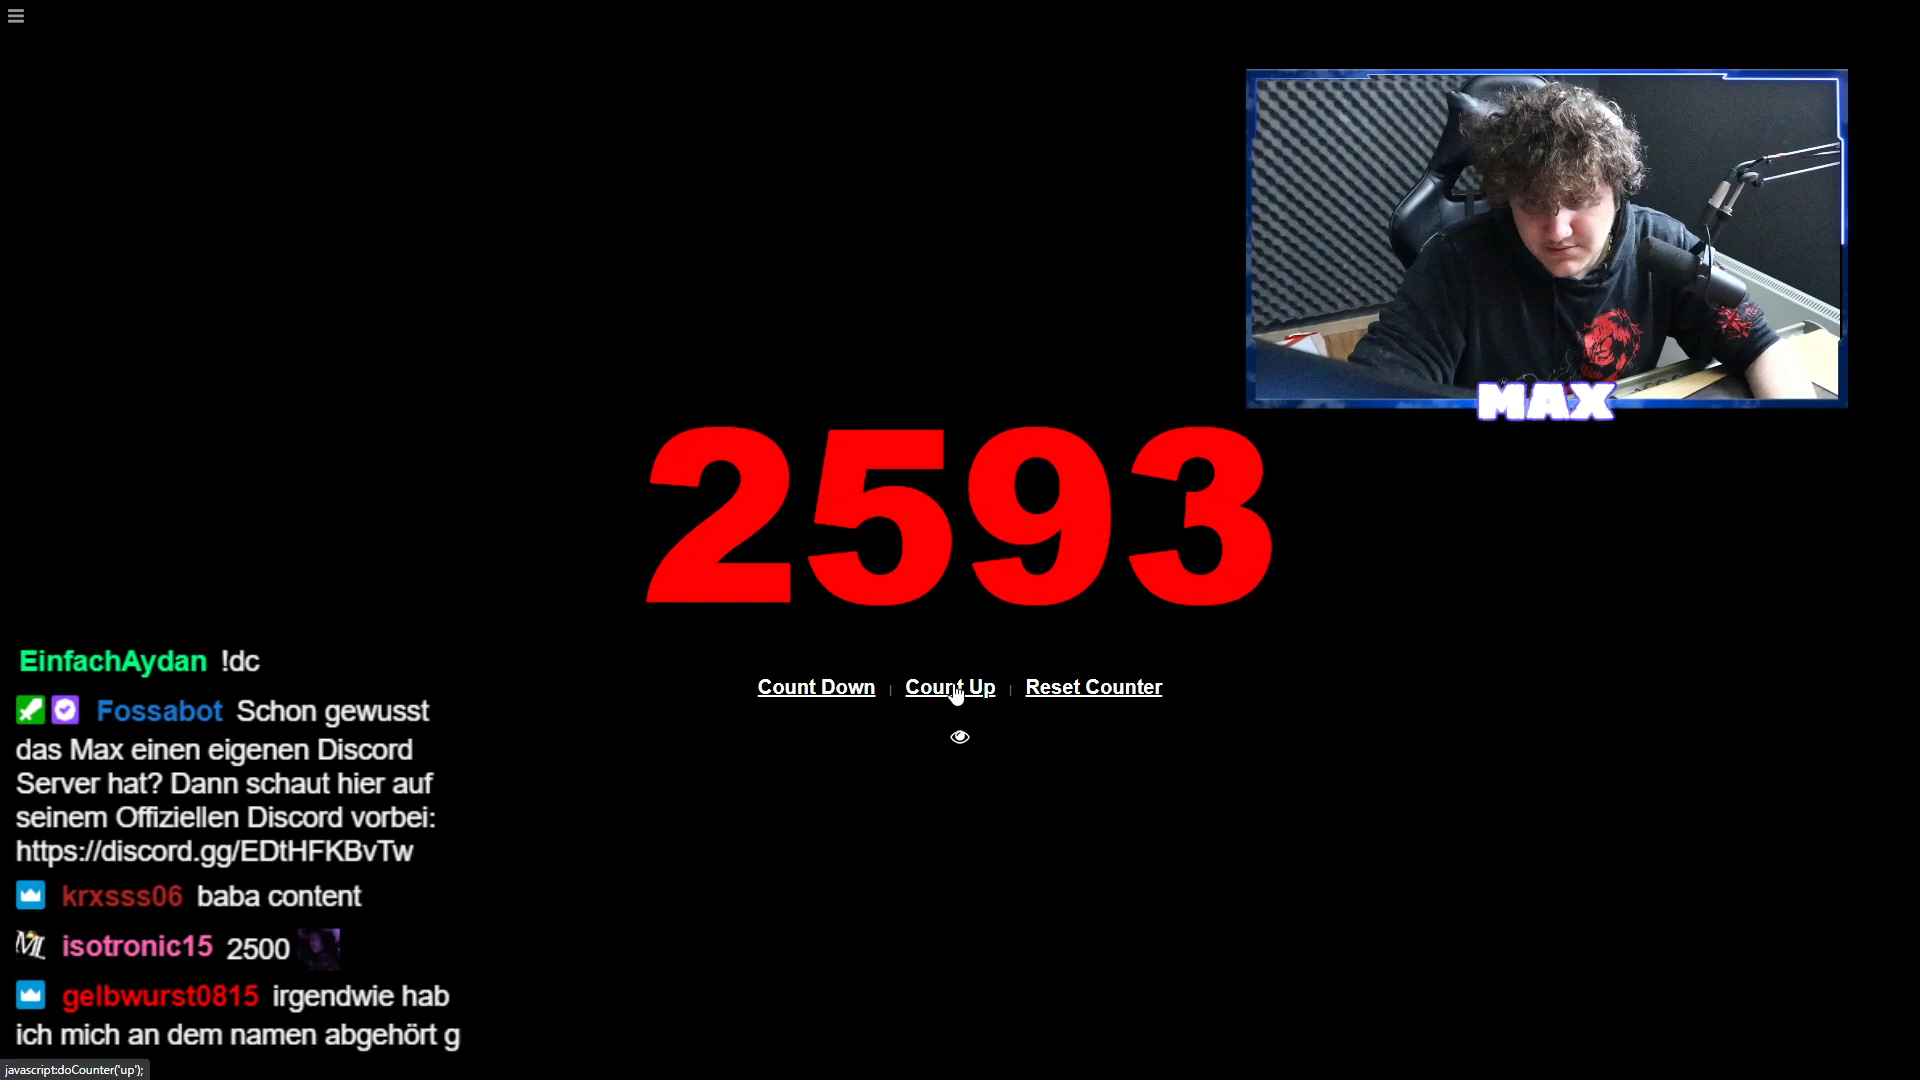 MAX
2593
Count Down | Count Up | Reset Counter
EinfachAydan !dc
Fossabot Schon gewusst
das Max einen eigenen Discord
Server hat? Dann schaut hier auf
seinem Offiziellen Discord vorbei:
https://discord.gg/EDtHFKBvTw
krxsss06 baba content
ML isotronic15 2500
gelbwurst0815 irgendwie hab
ich mich an dem namen abgehört g
javascript:doCounter('up');